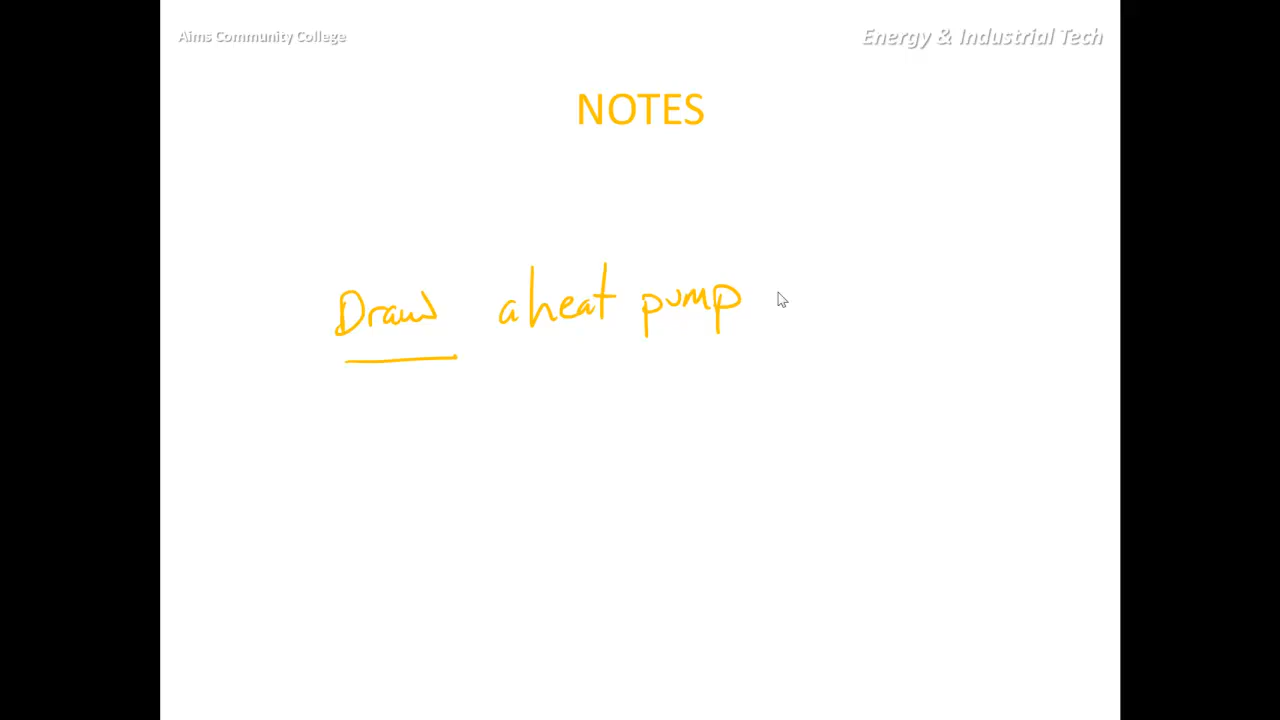 Aims Community College
Energy & Industrial Tech
NOTES
Draw a heat pump